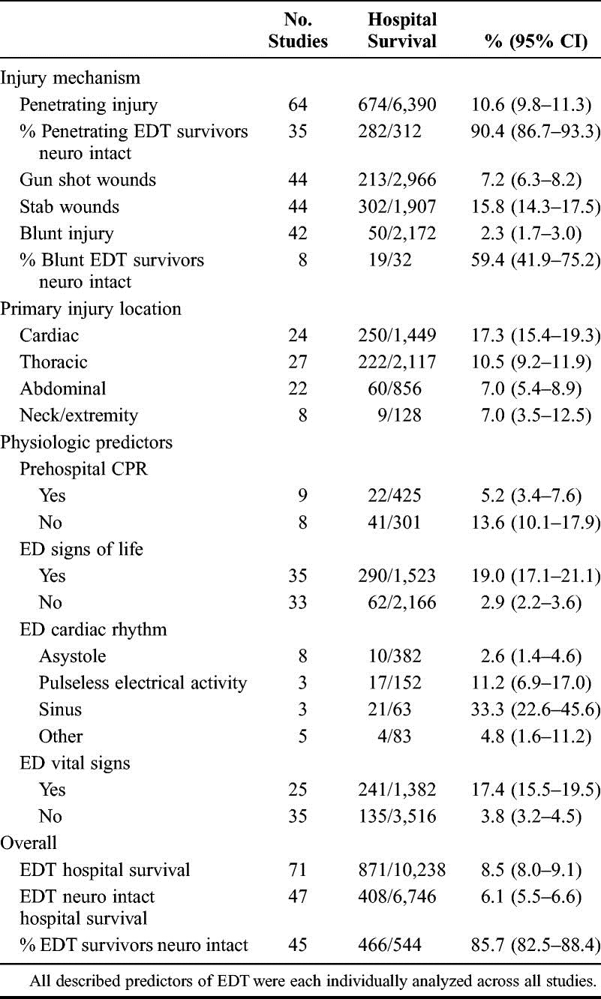 No. Hospital
Studies Survival % (95% CI)
Injury mechanism
Penetrating injury 64 674/6,390 10.6 (9.8–11.3)
% Penetrating EDT survivors 35 282/312 90.4 (86.7–93.3)
neuro intact
Gun shot wounds 44 213/2,966 7.2 (6.3–8.2)
Stab wounds 44 302/1,907 15.8 (14.3–17.5)
Blunt injury 42 50/2,172 2.3 (1.7–3.0)
% Blunt EDT survivors 8 19/32 59.4 (41.9–75.2)
neuro intact
Primary injury location
Cardiac 24 250/1,449 17.3 (15.4–19.3)
Thoracic 27 222/2,117 10.5 (9.2–11.9)
Abdominal 22 60/856 7.0 (5.4–8.9)
Neck/extremity 8 9/128 7.0 (3.5–12.5)
Physiologic predictors
Prehospital CPR
Yes 9 22/425 5.2 (3.4–7.6)
No 8 41/301 13.6 (10.1–17.9)
ED signs of life
Yes 35 290/1,523 19.0 (17.1–21.1)
No 33 62/2,166 2.9 (2.2–3.6)
ED cardiac rhythm
Asystole 8 10/382 2.6 (1.4–4.6)
Pulseless electrical activity 3 17/152 11.2 (6.9–17.0)
Sinus 3 21/63 33.3 (22.6–45.6)
Other 5 4/83 4.8 (1.6–11.2)
ED vital signs
Yes 25 241/1,382 17.4 (15.5–19.5)
No 35 135/3,516 3.8 (3.2–4.5)
Overall
EDT hospital survival 71 871/10,238 8.5 (8.0–9.1)
EDT neuro intact 47 408/6,746 6.1 (5.5–6.6)
hospital survival
% EDT survivors neuro intact 45 466/544 85.7 (82.5–88.4)
All described predictors of EDT were each individually analyzed across all studies.